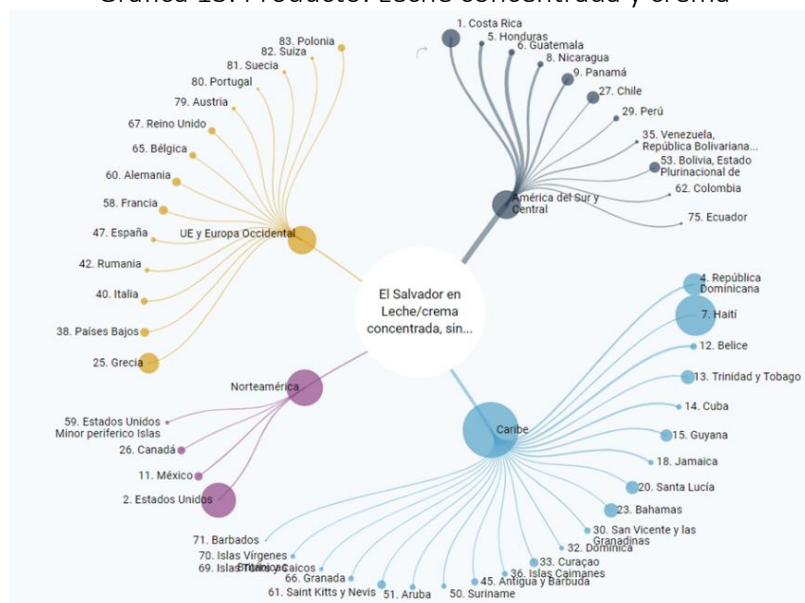 Gráfica 13. Producto: Leche concentrada y crema
83. Polonia
82. Suiza
81. Suecia
80. Portugal
79. Austria
67. Reino Unido
65. Bélgica
60. Alemania
58. Francia
47. España
42. Rumania
40. Italia
38. Países Bajos
25. Grecia
UE y Europa Occidental
1. Costa Rica
5. Honduras
6. Guatemala
8. Nicaragua
9. Panamá
27. Chile
29. Perú
35. Venezuela,
República Bolivariana...
53. Bolivia, Estado
Plurinacional de
62. Colombia
75. Ecuador
América del Sur y
Central
El Salvador en
Leche/crema
concentrada, sin...
Norteamérica
59. Estados Unidos
Minor periferico Islas
26. Canadá
11. México
2. Estados Unidos
Caribe
4. República
Dominicana
7. Haití
12. Belice
13. Trinidad y Tobago
14. Cuba
15. Guyana
18. Jamaica
20. Santa Lucía
23. Bahamas
30. San Vicente y las
Granadinas
32. Dominica
33. Curaçao
36. Islas Caimanes
45. Antigua y Barbuda
50. Suriname
51. Aruba
61. Saint Kitts y Nevis
66. Granada
69. Islas Turks y Caicos
70. Islas Vírgenes
Británicas
71. Barbados